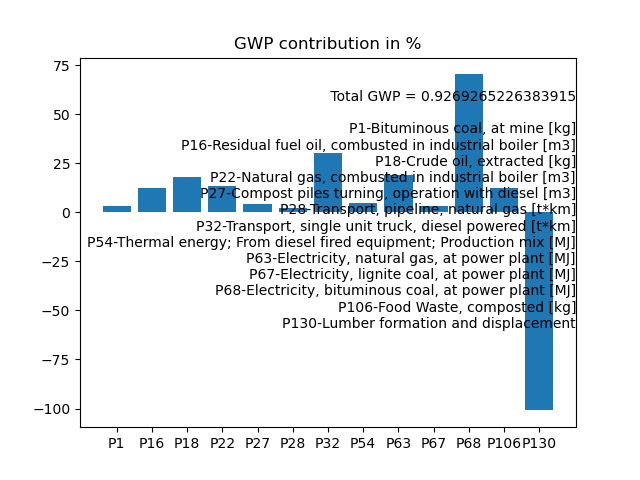 GWP contribution in %
75
50
25
0
−25
−50
−75
−100
Total GWP = 0.9269265226383915
P1-Bituminous coal, at mine [kg]
P16-Residual fuel oil, combusted in industrial boiler [m3]
P18-Crude oil, extracted [kg]
P22-Natural gas, combusted in industrial boiler [m3]
P27-Compost piles turning, operation with diesel [m3]
P28-Transport, pipeline, natural gas [t*km]
P32-Transport, single unit truck, diesel powered [t*km]
P54-Thermal energy; From diesel fired equipment; Production mix [MJ]
P63-Electricity, natural gas, at power plant [MJ]
P67-Electricity, lignite coal, at power plant [MJ]
P68-Electricity, bituminous coal, at power plant [MJ]
P106-Food Waste, composted [kg]
P130-Lumber formation and displacement
P1 P16 P18 P22 P27 P28 P32 P54 P63 P67 P68 P106 P130